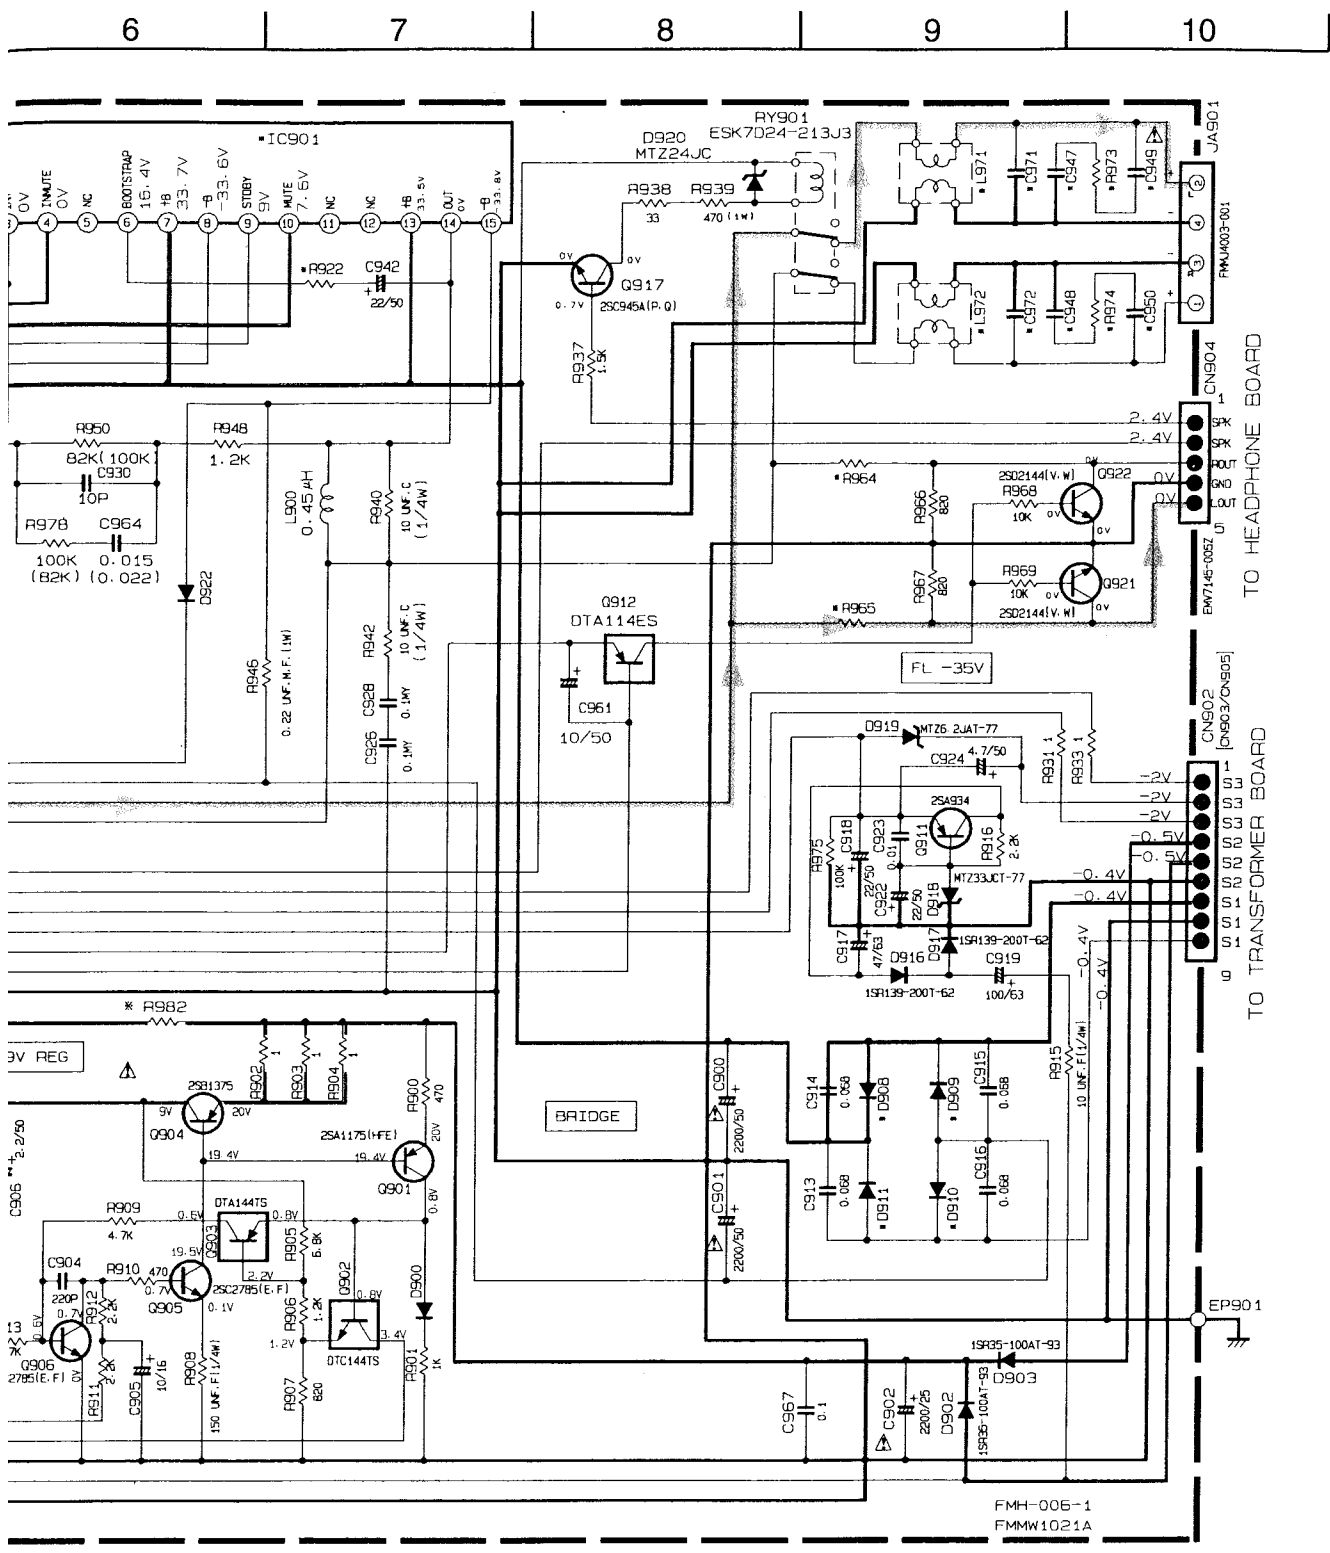 6 7 8 9 10
*IC901
RY901
ESK7D24-213J3
D920
MTZ24JC
JA901
0V
INMUTE
0V
NC
BOOTSTRAP
16.4V
+B
33.7V
-B
-33.6V
STDBY
9V
MUTE
7.6V
NC
NC
+B
33.5V
OUT
0V
-B
-33.8V
3 4 5 6 7 8 9 10 11 12 13 14 15
R938
33
R939
470 (1W)
*L971
*C971
*C947
*R973
*C949
+
2
-
4
-
3
+
1
FMMJ4003-001
*R922
C942
+
22/50
0V
0V
Q917
0.7V
2SC945A(P,Q)
R937
1.5K
*L972
*C972
*C948
*R974
*C950
CN904
1
2.4V SPK
2.4V SPK
ROUT
0V GND
0V LOUT
5
EMV7145-005Z
TO HEADPHONE BOARD
R950
82K(100K)
C930
10P
R948
1.2K
R978
100K
(82K)
C964
0.015
(0.022)
L900
0.45μH
R940
10 UNF.C
(1/4W)
*R964
R966
820
0V
2SD2144(V,W)
Q922
R968
10K
0V
0V
R967
820
R969
10K
0V
Q921
2SD2144(V,W)
0V
*R965
D922
R946
0.22 UNF.M.F.(1W)
R942
10 UNF.C
(1/4W)
C928
0.1MY
C926
0.1MY
Q912
DTA114ES
+
C961
10/50
FL -35V
CN902
[CN903/CN905]
D919
MTZ6.2JAT-77
C924
4.7/50
+
R931 1
R933 1
1
-2V S3
-2V S3
-2V S3
-0.5V S2
-0.5V S2
-0.4V S2
-0.4V S1
S1
S1
9
-0.4V
-0.4V
TO TRANSFORMER BOARD
2SA934
R975
100K
C918
22/50
C923
0.01
Q911
R916
2.2K
C922
22/50
+
MTZ33JCT-77
D918
C917
47/63
+
D917
1SR139-200T-62
D916
1SR139-200T-62
C919
+
100/63
R915
10 UNF.F(1/4W)
* R982
9V REG
R902
1
R903
1
R904
1
R900
470
2SB1375
9V
20V
Q904
19.4V
2SA1175(HFE)
20V
19.4V
Q901
0.8V
BRIDGE
C900
+
2200/50
C901
+
2200/50
C914
0.068
*D908
*D909
C915
0.068
C913
0.068
*D911
*D910
C916
0.068
C906
+
2.2/50
R909
4.7K
DTA144TS
0.6V
0.8V
Q903
R905
6.8K
19.5V
2.2V
C904
220P
R910 470
0.7V
Q905
2SC2785(E,F)
0.1V
R912
2.2K
0.7V
0.6V
13
7K
Q906
2785(E,F)
0V
R911
2.2K
C905
+
10/16
R908
150 UNF.F(1/4W)
R906
1.2K
1.2V
R907
820
Q902
0.8V
3.4V
DTC144TS
D900
R901
1K
EP901
1SR35-100AT-93
D903
C967
0.1
C902
+
2200/25
D902
1SR35-100AT-93
FMH-006-1
FMMW1021A